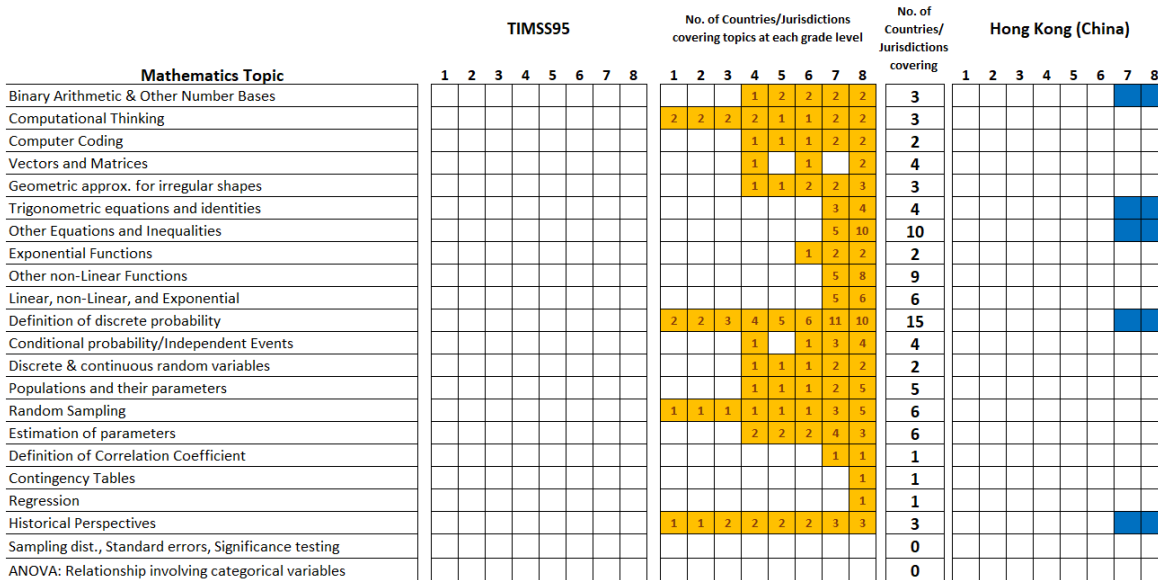 TIMSS95
No. of Countries/Jurisdictions
covering topics at each grade level
No. of
Countries/
Jurisdictions
covering
Hong Kong (China)
Mathematics Topic 1 2 3 4 5 6 7 8 1 2 3 4 5 6 7 8 1 2 3 4 5 6 7 8
Binary Arithmetic & Other Number Bases 1 2 2 2 2 3
Computational Thinking 2 2 2 2 1 1 2 2 3
Computer Coding 1 1 1 2 2 2
Vectors and Matrices 1 1 2 4
Geometric approx. for irregular shapes 1 1 2 2 3 3
Trigonometric equations and identities 3 4 4
Other Equations and Inequalities 5 10 10
Exponential Functions 1 2 2 2
Other non-Linear Functions 5 8 9
Linear, non-Linear, and Exponential 5 6 6
Definition of discrete probability 2 2 3 4 5 6 11 10 15
Conditional probability/Independent Events 1 1 3 4 4
Discrete & continuous random variables 1 1 1 2 2 2
Populations and their parameters 1 1 1 2 5 5
Random Sampling 1 1 1 1 1 1 3 5 6
Estimation of parameters 2 2 2 4 3 6
Definition of Correlation Coefficient 1 1 1
Contingency Tables 1 1
Regression 1 1
Historical Perspectives 1 1 2 2 2 2 3 3 3
Sampling dist., Standard errors, Significance testing 0
ANOVA: Relationship involving categorical variables 0